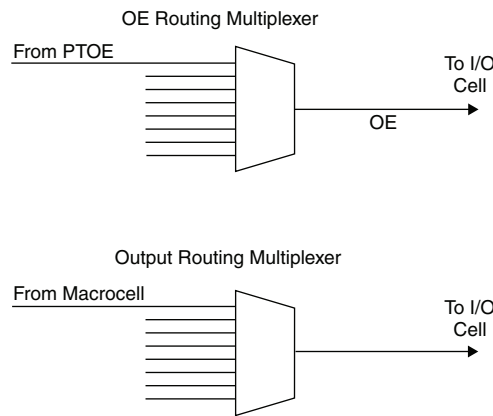 OE Routing Multiplexer
From PTOE
To I/O
Cell
OE
Output Routing Multiplexer
From Macrocell
To I/O
Cell